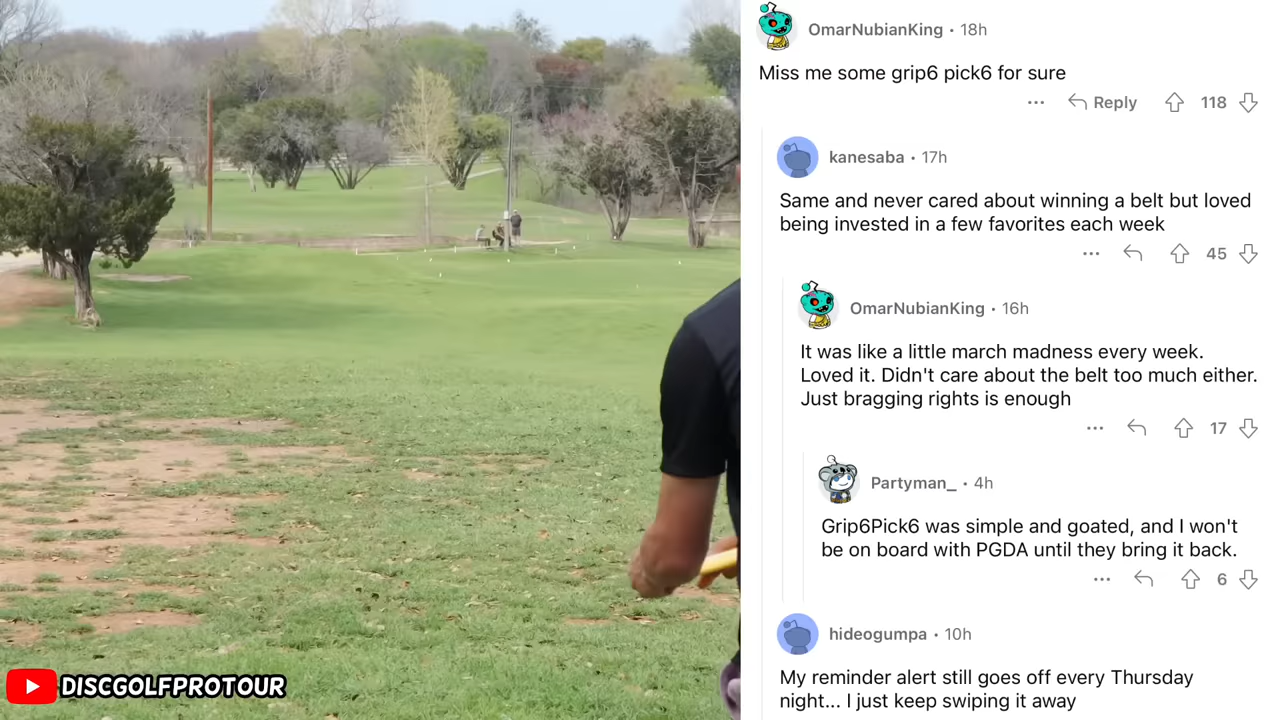 OmarNubianKing • 18h
Miss me some grip6 pick6 for sure
... Reply 118
kanesaba • 17h
Same and never cared about winning a belt but loved
being invested in a few favorites each week
... 45
OmarNubianKing • 16h
It was like a little march madness every week.
Loved it. Didn't care about the belt too much either.
Just bragging rights is enough
... 17
Partyman_ • 4h
Grip6Pick6 was simple and goated, and I won't
be on board with PGDA until they bring it back.
... 6
hideogumpa • 10h
My reminder alert still goes off every Thursday
night... I just keep swiping it away
DISCGOLFPROTOUR